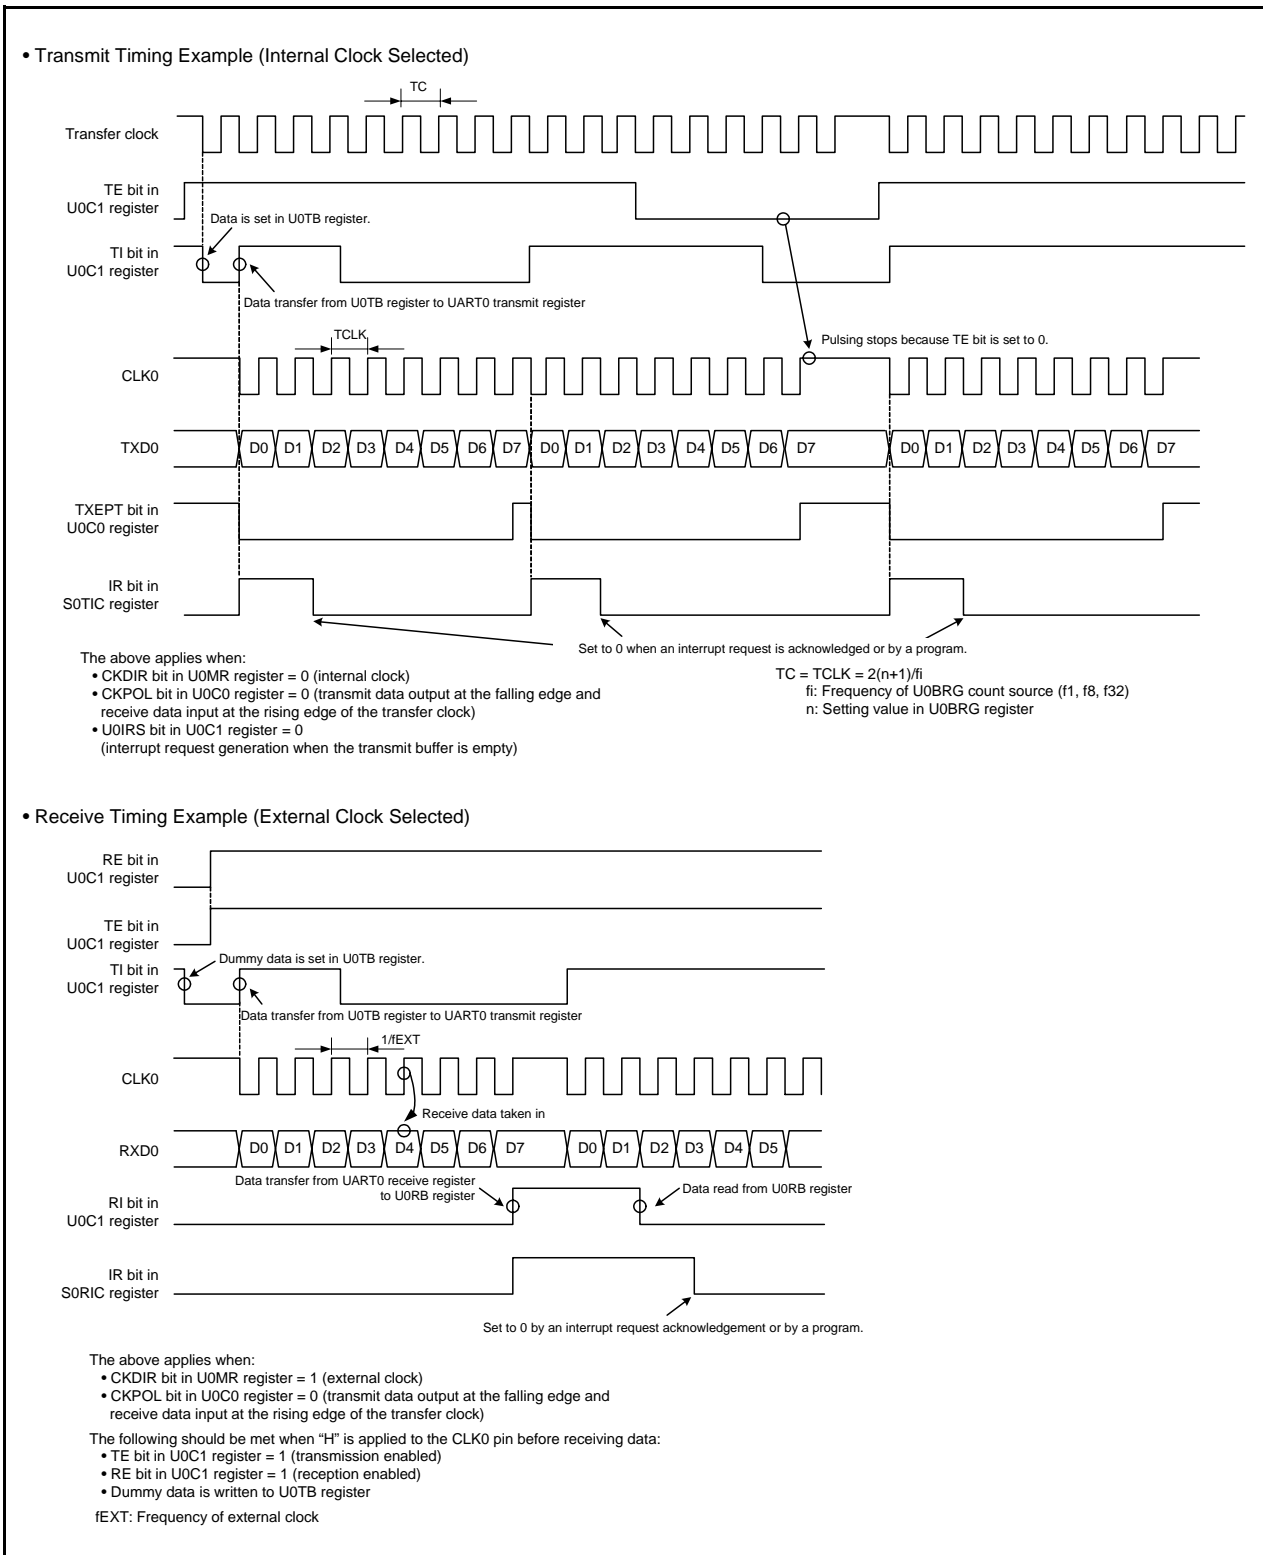 • Transmit Timing Example (Internal Clock Selected)
TC
Transfer clock
TE bit in
U0C1 register
Data is set in U0TB register.
TI bit in
U0C1 register
Data transfer from U0TB register to UART0 transmit register
TCLK
Pulsing stops because TE bit is set to 0.
CLK0
TXD0 D0 D1 D2 D3 D4 D5 D6 D7 D0 D1 D2 D3 D4 D5 D6 D7 D0 D1 D2 D3 D4 D5 D6 D7
TXEPT bit in
U0C0 register
IR bit in
S0TIC register
Set to 0 when an interrupt request is acknowledged or by a program.
The above applies when:
• CKDIR bit in U0MR register = 0 (internal clock)
• CKPOL bit in U0C0 register = 0 (transmit data output at the falling edge and
receive data input at the rising edge of the transfer clock)
• U0IRS bit in U0C1 register = 0
(interrupt request generation when the transmit buffer is empty)
TC = TCLK = 2(n+1)/fi
fi: Frequency of U0BRG count source (f1, f8, f32)
n: Setting value in U0BRG register
• Receive Timing Example (External Clock Selected)
RE bit in
U0C1 register
TE bit in
U0C1 register
Dummy data is set in U0TB register.
TI bit in
U0C1 register
Data transfer from U0TB register to UART0 transmit register
1/fEXT
CLK0
Receive data taken in
RXD0 D0 D1 D2 D3 D4 D5 D6 D7 D0 D1 D2 D3 D4 D5
Data transfer from UART0 receive register
to U0RB register
Data read from U0RB register
RI bit in
U0C1 register
IR bit in
S0RIC register
Set to 0 by an interrupt request acknowledgement or by a program.
The above applies when:
• CKDIR bit in U0MR register = 1 (external clock)
• CKPOL bit in U0C0 register = 0 (transmit data output at the falling edge and
receive data input at the rising edge of the transfer clock)
The following should be met when “H” is applied to the CLK0 pin before receiving data:
• TE bit in U0C1 register = 1 (transmission enabled)
• RE bit in U0C1 register = 1 (reception enabled)
• Dummy data is written to U0TB register
fEXT: Frequency of external clock